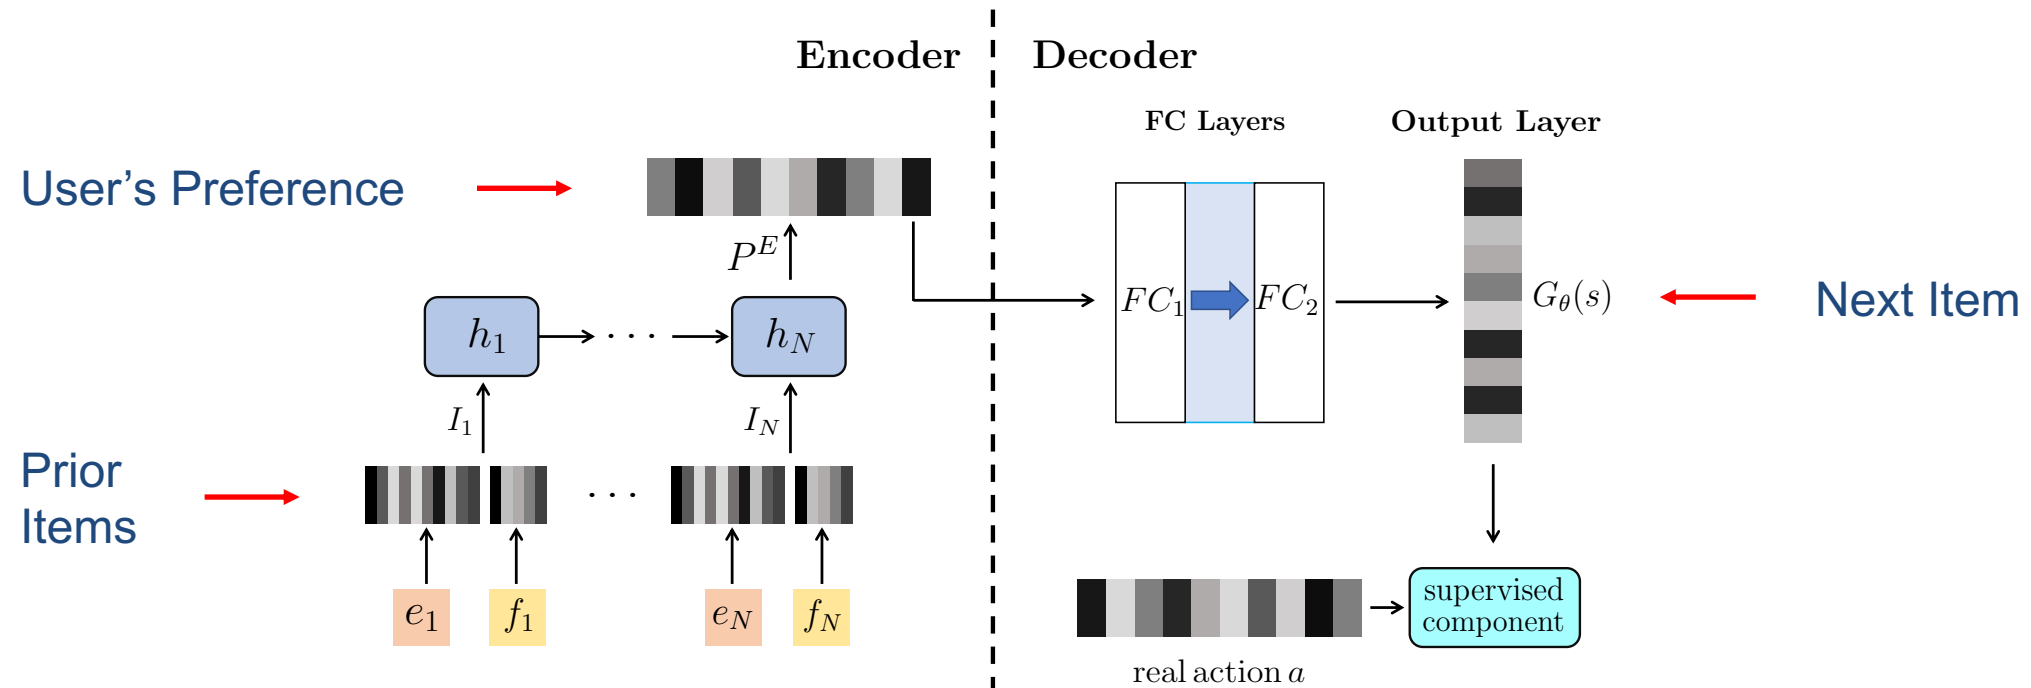 Encoder
Decoder
FC Layers
Output Layer
User's Preference
P^E
h_1
· · ·
h_N
FC_1
FC_2
G_θ(s)
Next Item
I_1
I_N
Prior
Items
· · ·
e_1
f_1
e_N
f_N
supervised
component
real action a